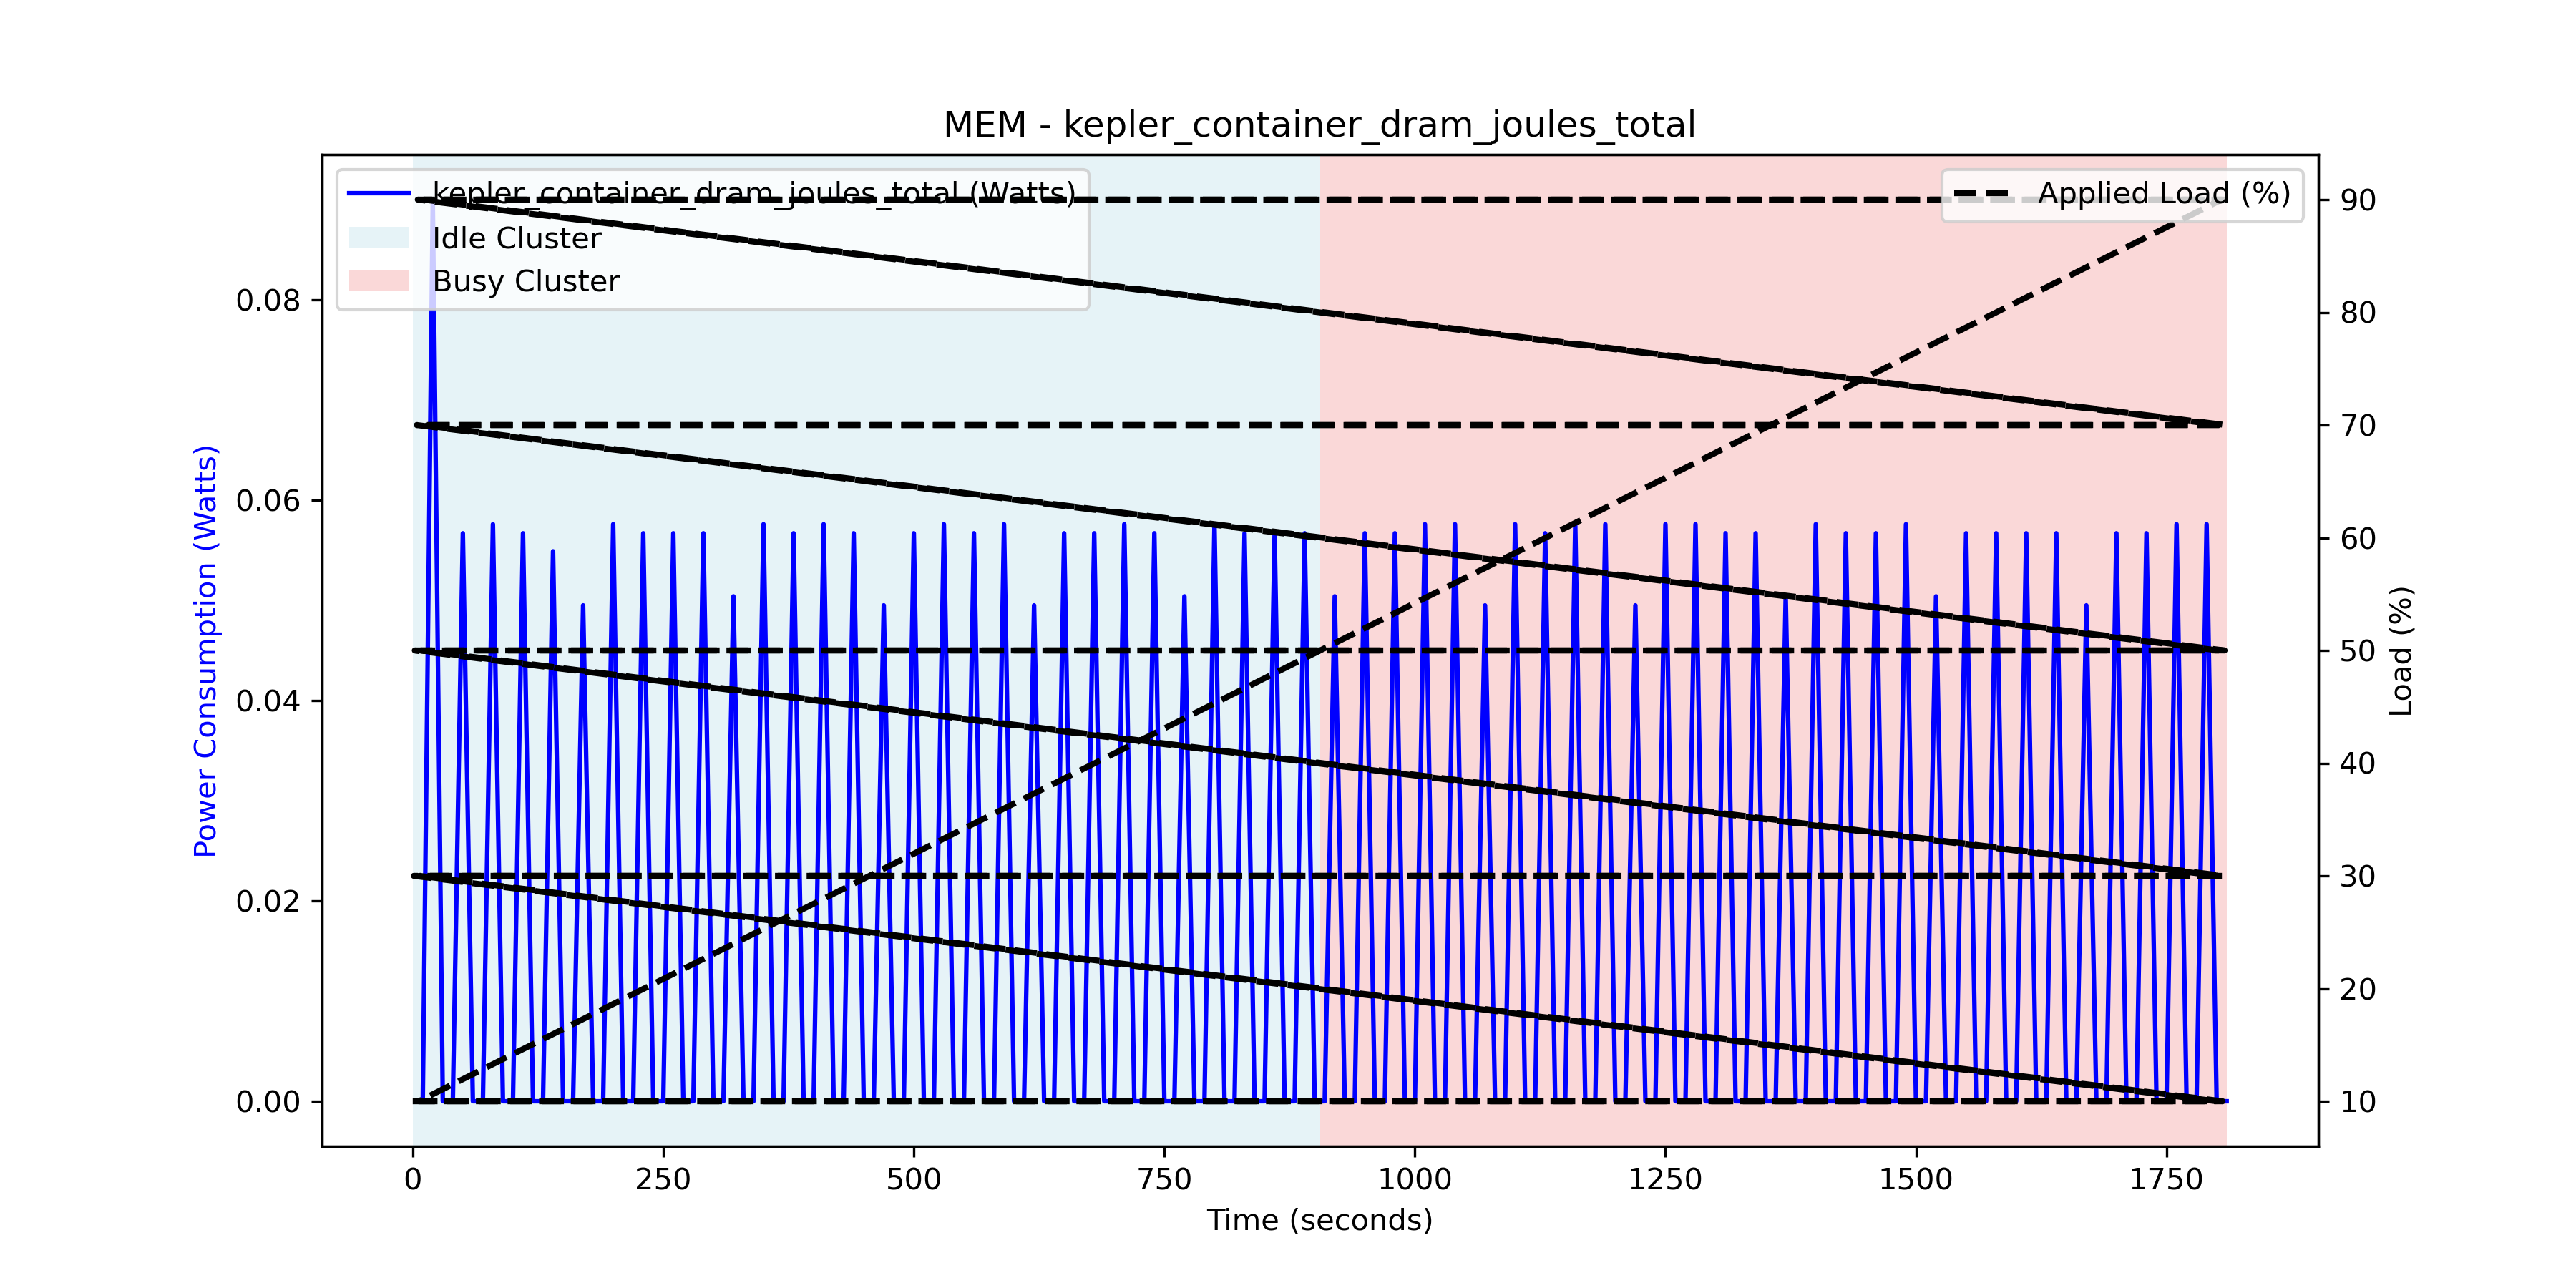 MEM - kepler_container_dram_joules_total
kepler_container_dram_joules_total (Watts)
Idle Cluster
Busy Cluster
Applied Load (%)
Power Consumption (Watts)
0.08
0.06
0.04
0.02
0.00
90
80
70
60
50
40
30
20
10
Load (%)
0 250 500 750 1000 1250 1500 1750
Time (seconds)